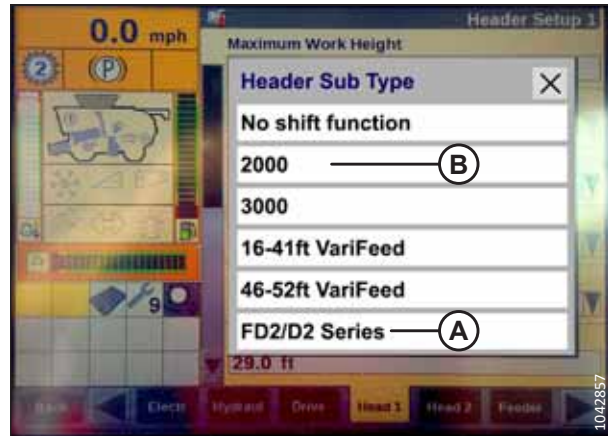 0.0 mph
Header Setup 1
Maximum Work Height
2
P
Header Sub Type
No shift function
2000
B
3000
16-41ft VariFeed
46-52ft VariFeed
9
FD2/D2 Series
A
29.0 ft
Back
Electr
Hydraul
Drive
Head 1
Head 2
Feeder
1042857